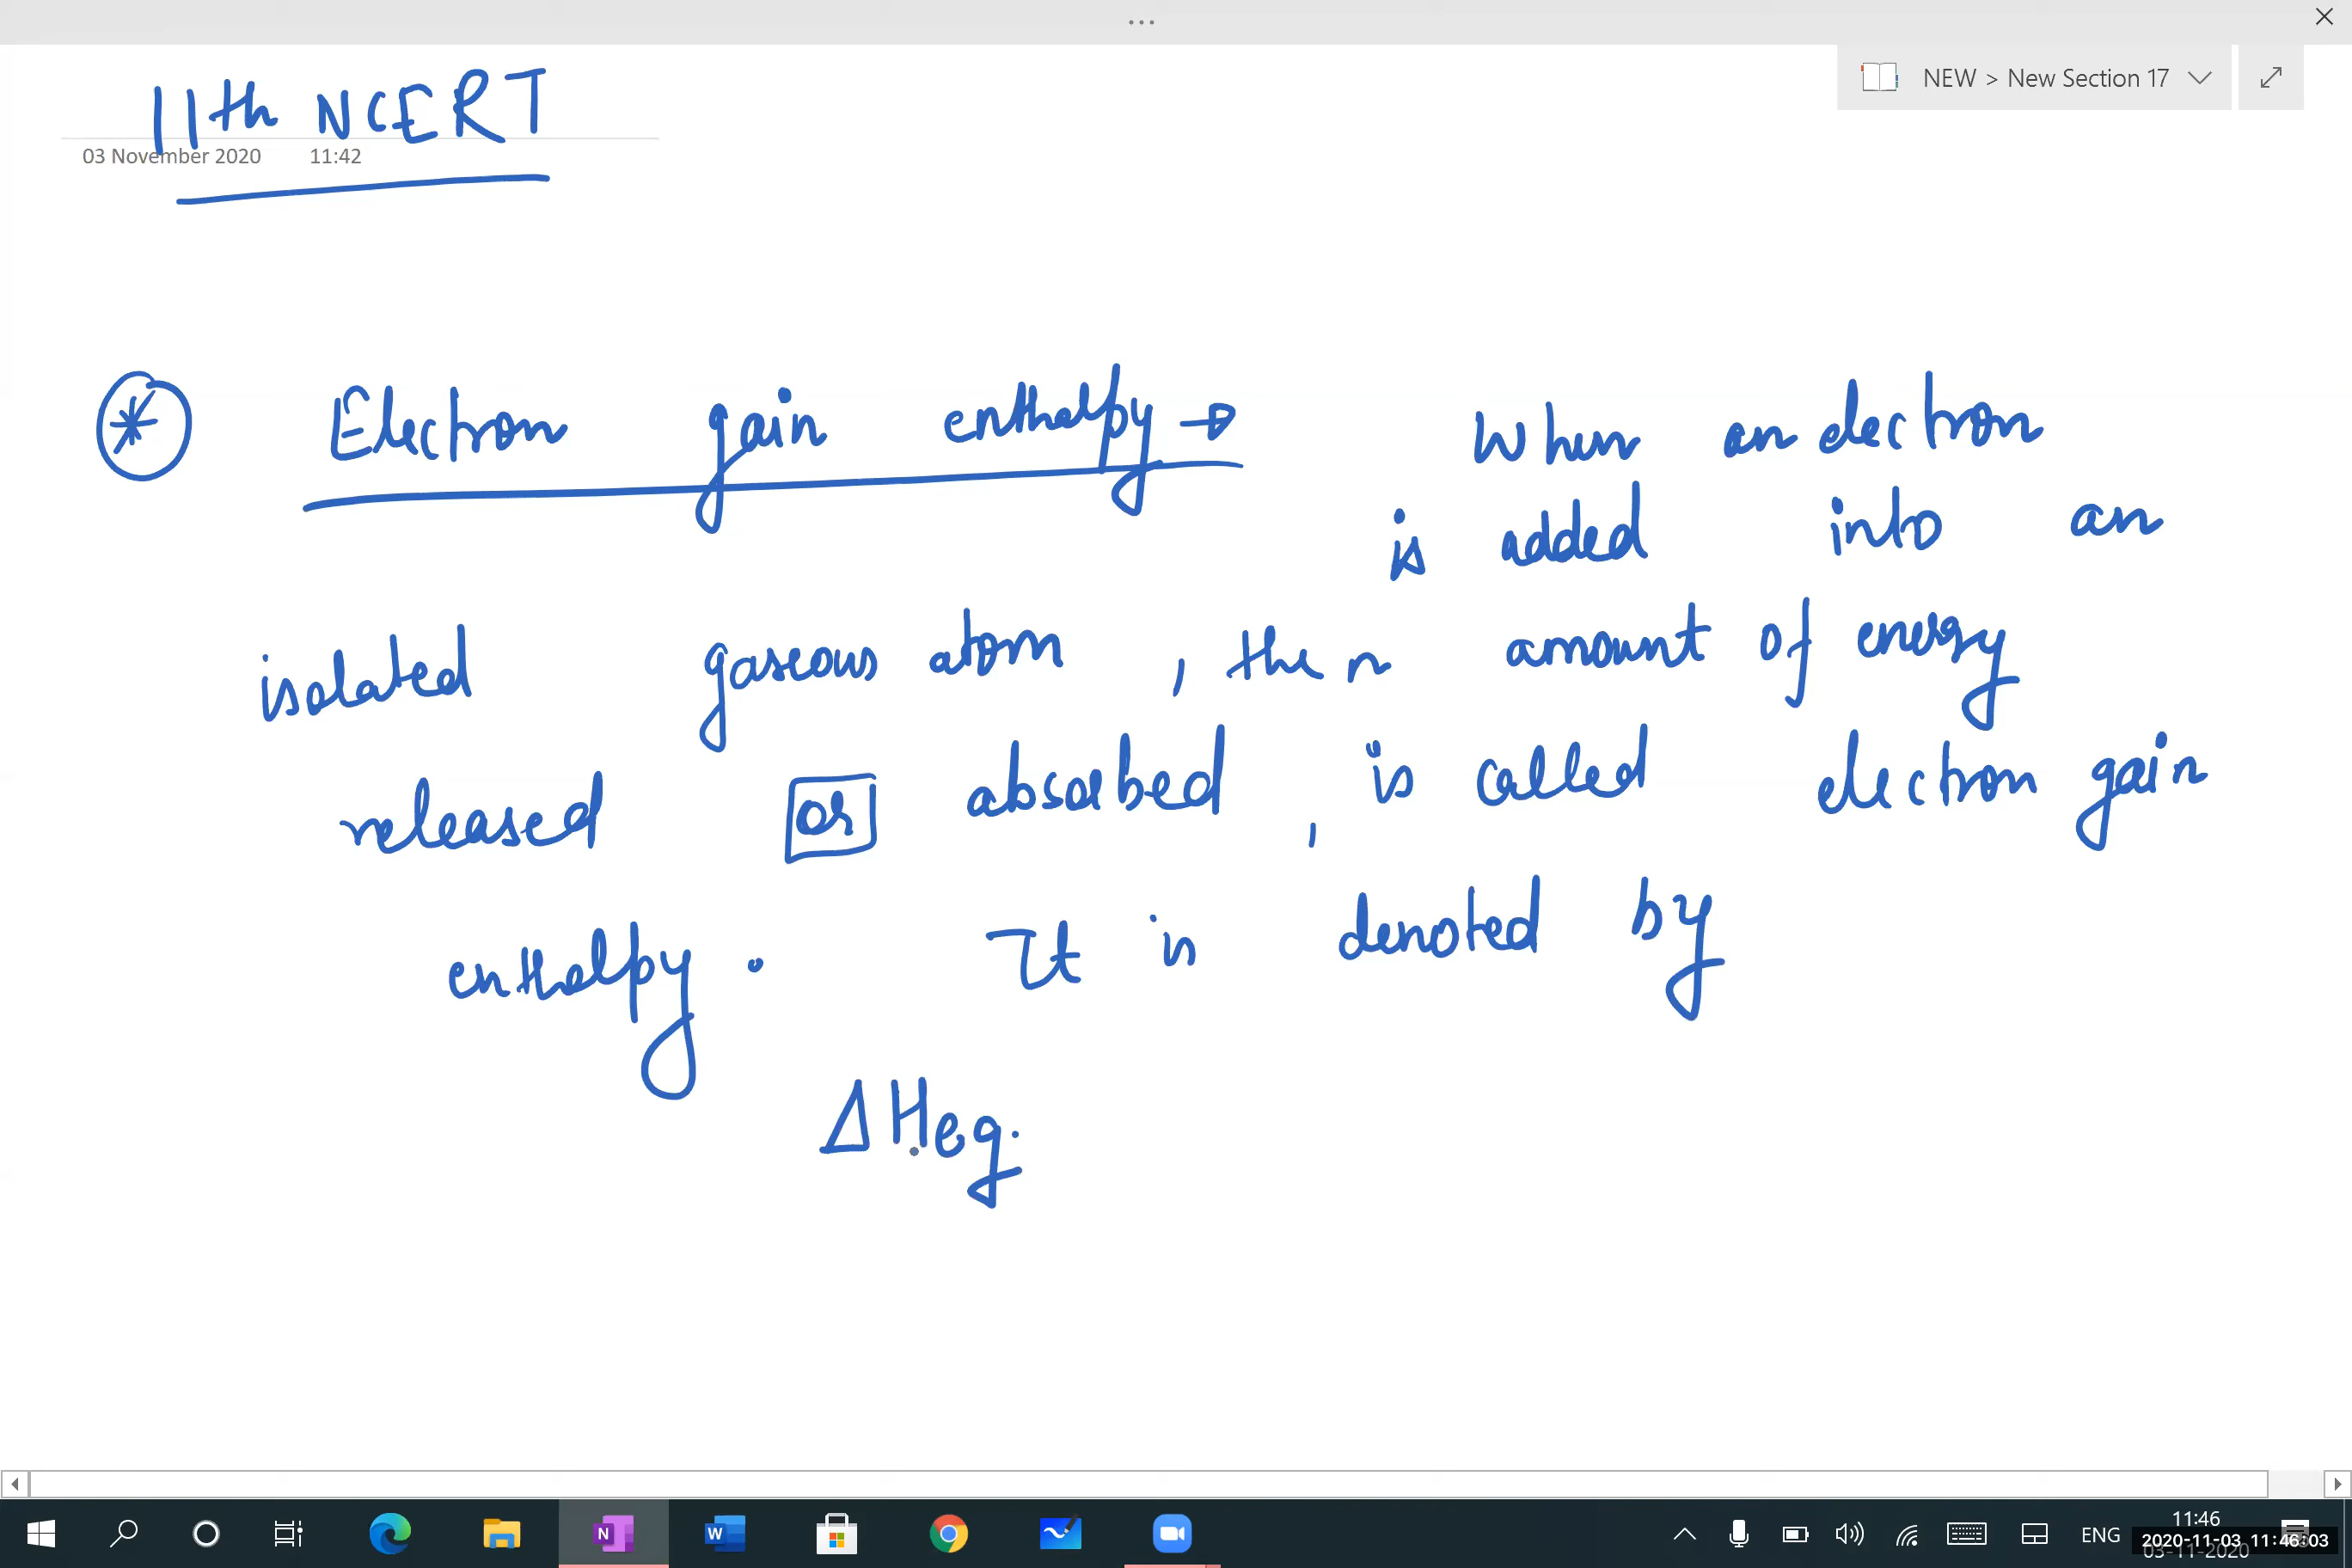 ...
NEW > New Section 17
11th NCERT
03 November 2020 11:42
* Electron gain enthalpy → When an electron
is added into an
isolated gaseous atom, then amount of energy
released or absorbed, is called electron gain
enthalpy. It is denoted by
ΔHeg.
ENG
11:46
03-11-2020
2020-11-03 11:46:03